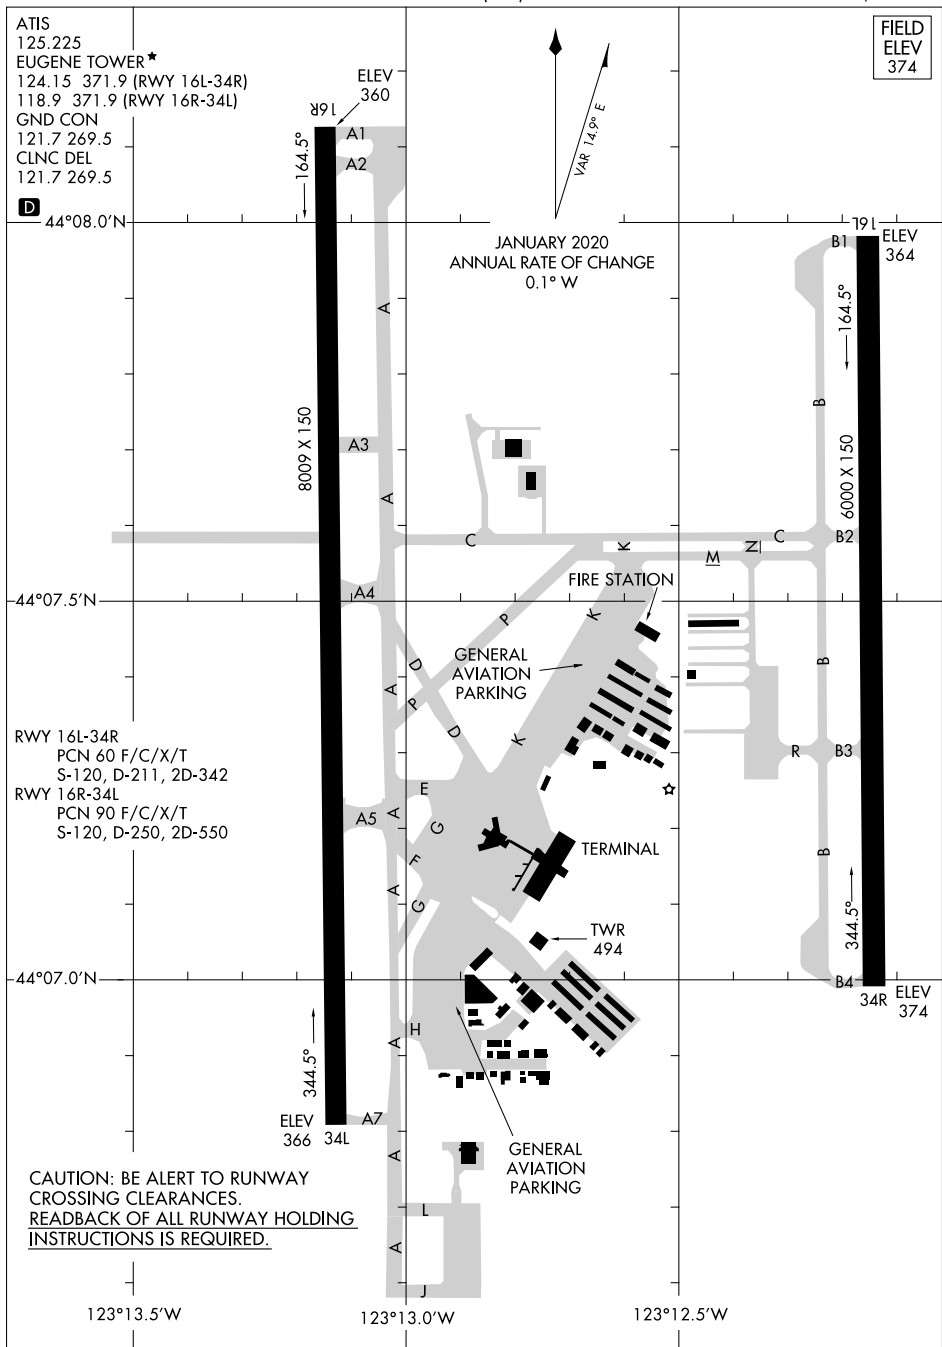 ATIS
125.225
EUGENE TOWER★
124.15 371.9 (RWY 16L-34R)
118.9 371.9 (RWY 16R-34L)
GND CON
121.7 269.5
CLNC DEL
121.7 269.5
D
FIELD
ELEV
374
ELEV
360
16R
A1
A2
164.5°
VAR 14.9° E
JANUARY 2020
ANNUAL RATE OF CHANGE
0.1° W
44°08.0'N
16L
B1
ELEV
364
164.5°
A
B
8009 X 150
A3
A
6000 X 150
C
K
C
N
B2
M
FIRE STATION
44°07.5'N
A4
P
K
GENERAL
AVIATION
PARKING
D
B
A
P
D
K
R
B3
RWY 16L-34R
PCN 60 F/C/X/T
S-120, D-211, 2D-342
RWY 16R-34L
PCN 90 F/C/X/T
S-120, D-250, 2D-550
E
A5
A
G
F
TERMINAL
B
A
G
344.5°
TWR
494
44°07.0'N
B4
34R
ELEV
374
H
A
344.5°
ELEV
366
34L
A7
A
GENERAL
AVIATION
PARKING
CAUTION: BE ALERT TO RUNWAY
CROSSING CLEARANCES.
READBACK OF ALL RUNWAY HOLDING
INSTRUCTIONS IS REQUIRED.
L
A
J
123°13.5'W
123°13.0'W
123°12.5'W